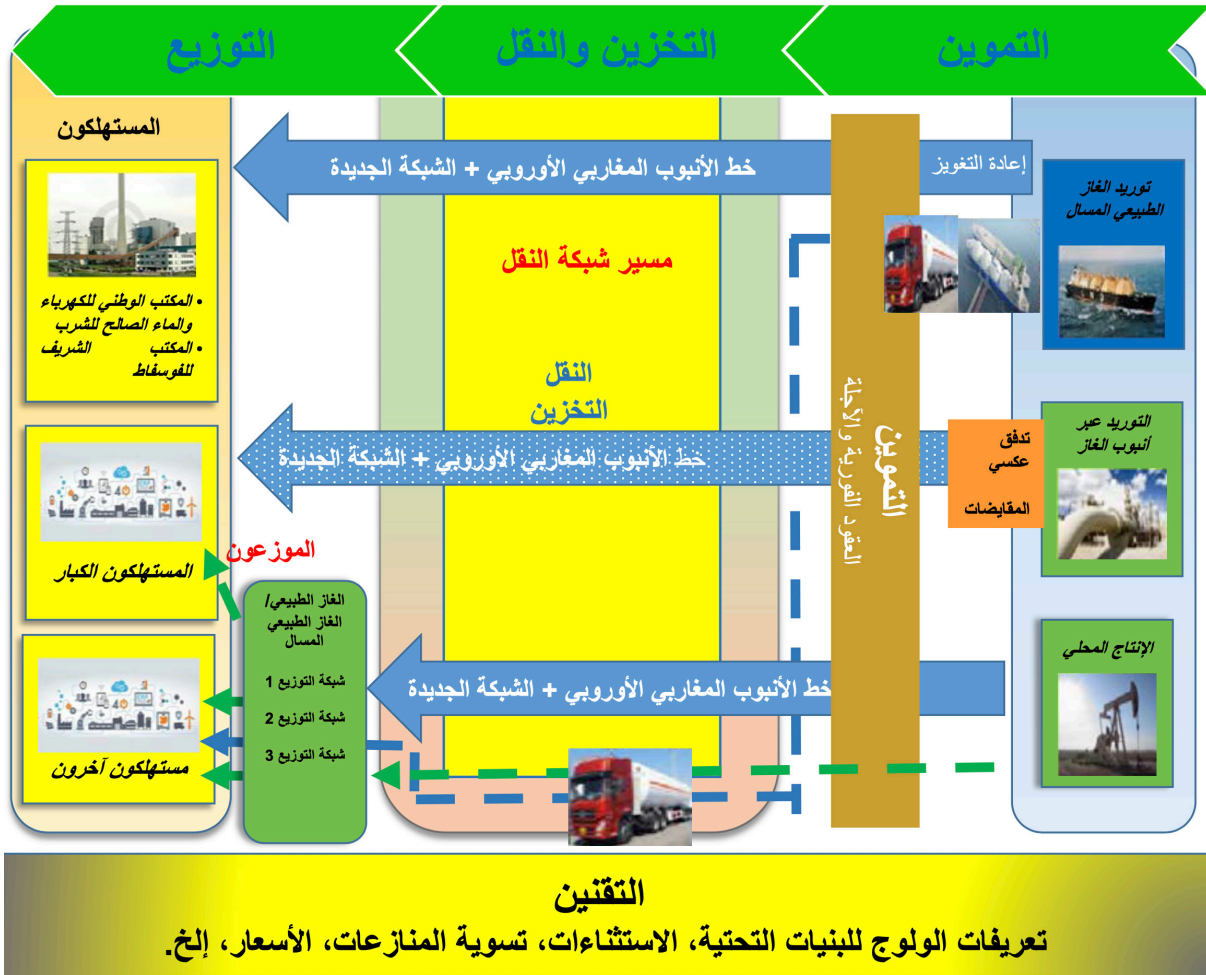 التموين
التخزين والنقل
التوزيع
توريد الغاز
الطبيعي المسال
التوريد عبر
أنبوب الغاز
الإنتاج المحلي
إعادة التغويز
تدفق
عكسي
المقايضات
التموين
العقود الفورية والآجلة
خط الأنبوب المغاربي الأوروبي + الشبكة الجديدة
مسير شبكة النقل
النقل
التخزين
خط الأنبوب المغاربي الأوروبي + الشبكة الجديدة
خط الأنبوب المغاربي الأوروبي + الشبكة الجديدة
الموزعون
الغاز الطبيعي/
الغاز الطبيعي
المسال
شبكة التوزيع 1
شبكة التوزيع 2
شبكة التوزيع 3
المستهلكون
• المكتب الوطني للكهرباء
والماء الصالح للشرب
• المكتب الشريف
للفوسفاط
المستهلكون الكبار
مستهلكون آخرون
التقنين
تعريفات الولوج للبنيات التحتية، الاستثناءات، تسوية المنازعات، الأسعار، إلخ.